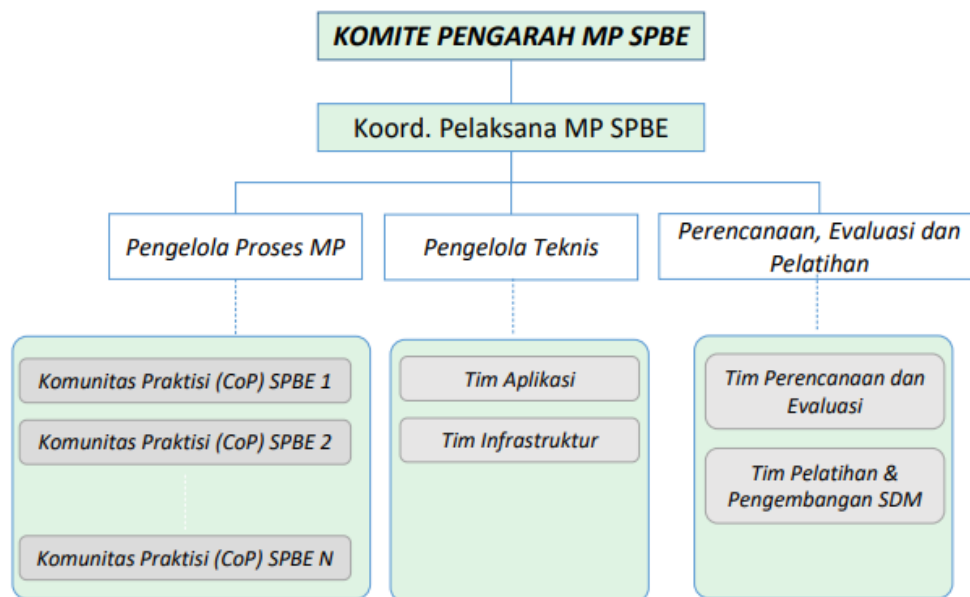 KOMITE PENGARAH MP SPBE
Koord. Pelaksana MP SPBE
Pengelola Proses MP
Pengelola Teknis
Perencanaan, Evaluasi dan
Pelatihan
Komunitas Praktisi (CoP) SPBE 1
Komunitas Praktisi (CoP) SPBE 2
Komunitas Praktisi (CoP) SPBE N
Tim Aplikasi
Tim Infrastruktur
Tim Perencanaan dan
Evaluasi
Tim Pelatihan &
Pengembangan SDM